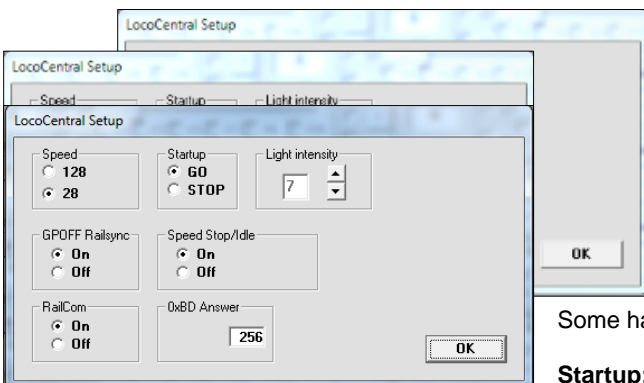 LocoCentral Setup
LocoCentral Setup
Speed Startup Light intensity
LocoCentral Setup
Speed Startup Light intensity
128 GO 7
28 STOP
GPOFF Railsync Speed Stop/Idle
On On
Off Off
OK
RailCom 0xBD Answer
On 256
Off OK
Some ha
Startup: